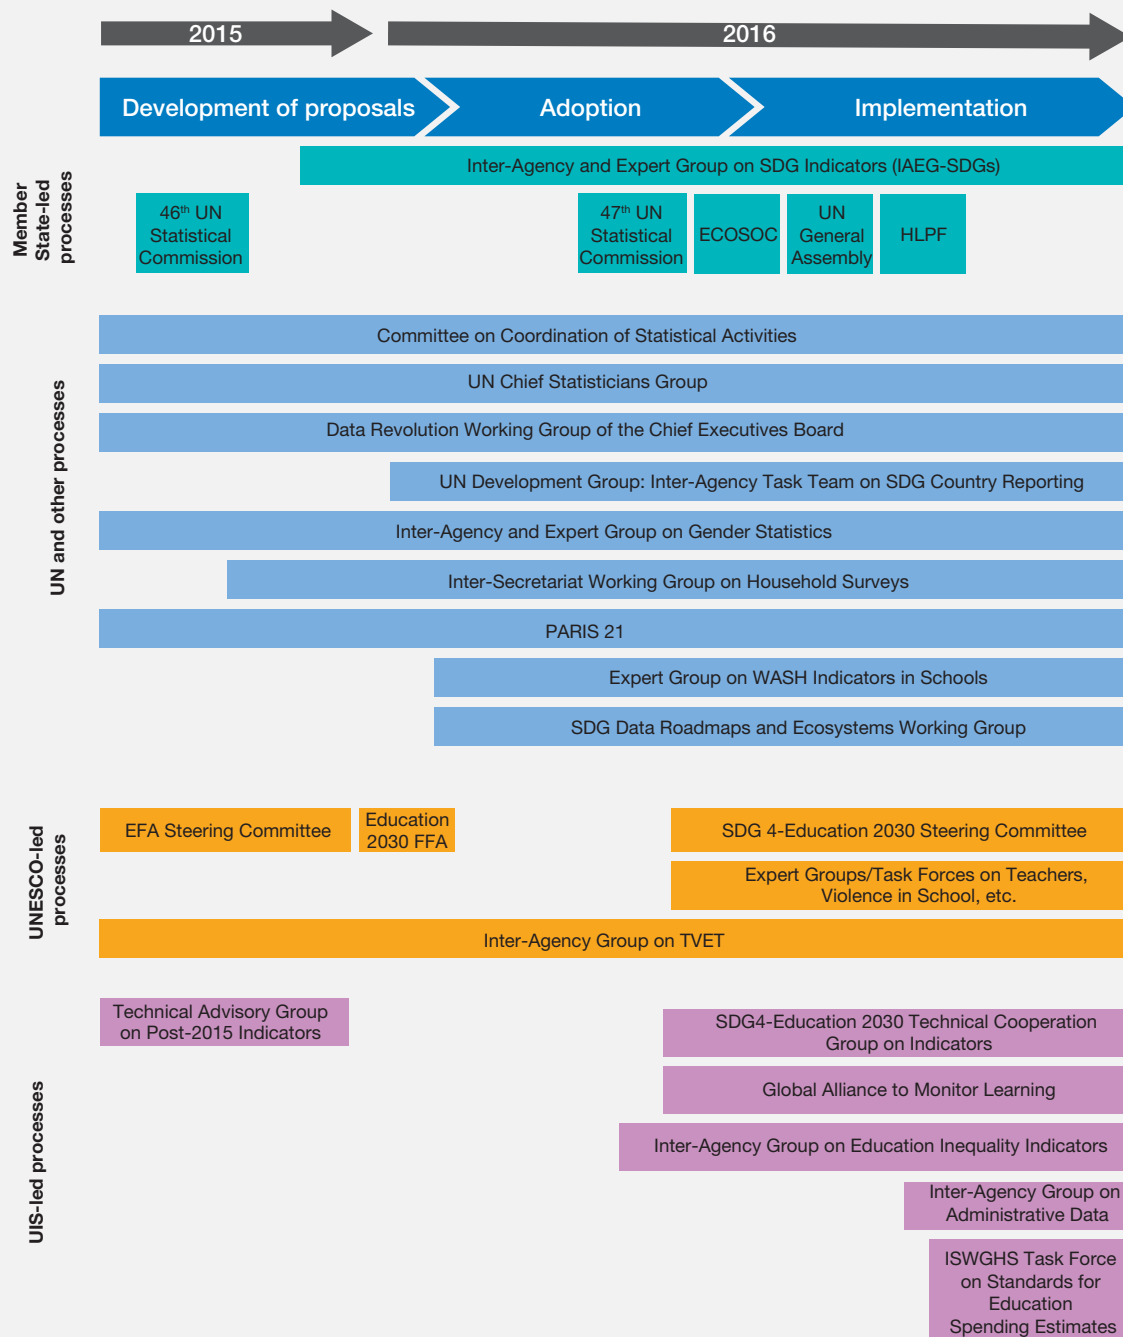 2015
2016
Development of proposals
Adoption
Implementation
Member
State-led
processes
Inter-Agency and Expert Group on SDG Indicators (IAEG-SDGs)
46th UN
Statistical
Commission
47th UN
Statistical
Commission
ECOSOC
UN
General
Assembly
HLPF
UN and other processes
Committee on Coordination of Statistical Activities
UN Chief Statisticians Group
Data Revolution Working Group of the Chief Executives Board
UN Development Group: Inter-Agency Task Team on SDG Country Reporting
Inter-Agency and Expert Group on Gender Statistics
Inter-Secretariat Working Group on Household Surveys
PARIS 21
Expert Group on WASH Indicators in Schools
SDG Data Roadmaps and Ecosystems Working Group
UNESCO-led
processes
EFA Steering Committee
Education
2030 FFA
SDG 4-Education 2030 Steering Committee
Expert Groups/Task Forces on Teachers,
Violence in School, etc.
Inter-Agency Group on TVET
UIS-led processes
Technical Advisory Group
on Post-2015 Indicators
SDG4-Education 2030 Technical Cooperation
Group on Indicators
Global Alliance to Monitor Learning
Inter-Agency Group on Education Inequality Indicators
Inter-Agency Group on
Administrative Data
ISWGHS Task Force
on Standards for
Education
Spending Estimates